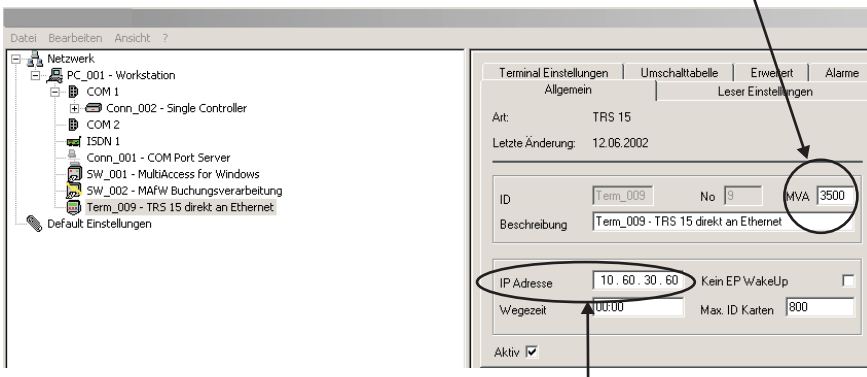 Datei Bearbeiten Ansicht ?
Netzwerk
PC_001 - Workstation
COM 1
Conn_002 - Single Controller
COM 2
ISDN 1
Conn_001 - COM Port Server
SW_001 - MultiAccess for Windows
SW_002 - MAfW Buchungsverarbeitung
Term_009 - TRS 15 direkt an Ethernet
Default Einstellungen
Terminal Einstellungen Umschalttabelle Erweitert Alarme
Allgemein Leser Einstellungen
Art: TRS 15
Letzte Änderung: 12.06.2002
ID Term_009 No 9 MVA 3500
Beschreibung Term_009 - TRS 15 direkt an Ethernet
IP Adresse 10 . 60 . 30 . 60 Kein EP WakeUp
Wegezeit 00:00 Max. ID Karten 800
Aktiv